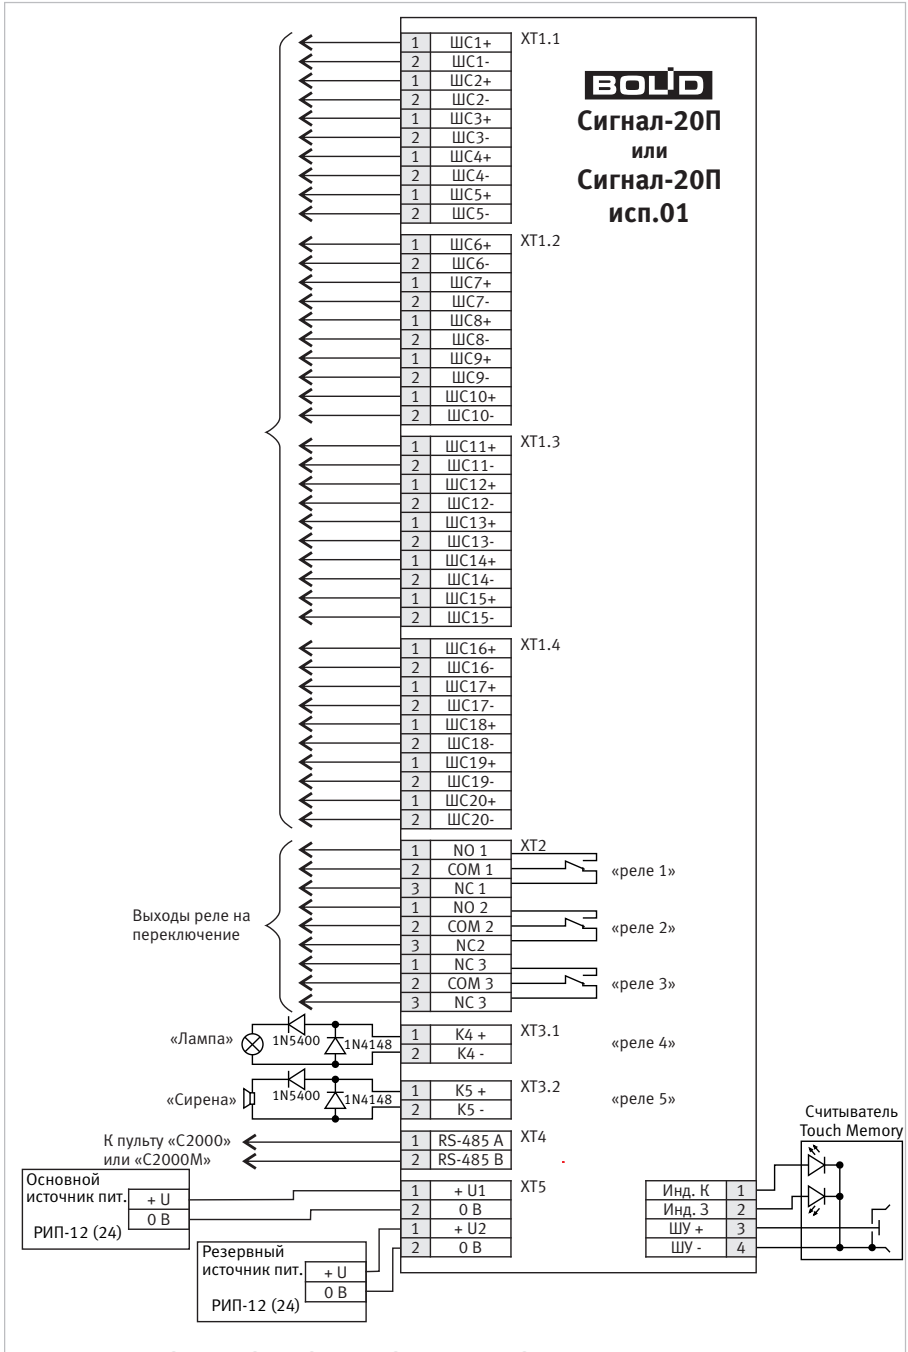 1 ШС1+ XT1.1
2 ШС1-
1 ШС2+
2 ШС2-
1 ШС3+
2 ШС3-
1 ШС4+
2 ШС4-
1 ШС5+
2 ШС5-
BOLID
Сигнал-20П
или
Сигнал-20П
исп.01
1 ШС6+ XT1.2
2 ШС6-
1 ШС7+
2 ШС7-
1 ШС8+
2 ШС8-
1 ШС9+
2 ШС9-
1 ШС10+
2 ШС10-
1 ШС11+ XT1.3
2 ШС11-
1 ШС12+
2 ШС12-
1 ШС13+
2 ШС13-
1 ШС14+
2 ШС14-
1 ШС15+
2 ШС15-
1 ШС16+ XT1.4
2 ШС16-
1 ШС17+
2 ШС17-
1 ШС18+
2 ШС18-
1 ШС19+
2 ШС19-
1 ШС20+
2 ШС20-
Выходы реле на
переключение
1 NO 1 XT2
2 COM 1 «реле 1»
3 NC 1
1 NO 2
2 COM 2 «реле 2»
3 NC2
1 NC 3
2 COM 3 «реле 3»
3 NC 3
«Лампа» 1N5400 1N4148
1 K4 + XT3.1
2 K4 - «реле 4»
«Сирена» 1N5400 1N4148
1 K5 + XT3.2
2 K5 - «реле 5»
К пульту «С2000»
или «С2000М»
1 RS-485 A XT4
2 RS-485 B
Основной
источник пит.
+ U
0 В
РИП-12 (24)
1 + U1 XT5
2 0 В
1 + U2
2 0 В
Резервный
источник пит.
+ U
0 В
РИП-12 (24)
Считыватель
Touch Memory
Инд. К 1
Инд. З 2
ШУ + 3
ШУ - 4